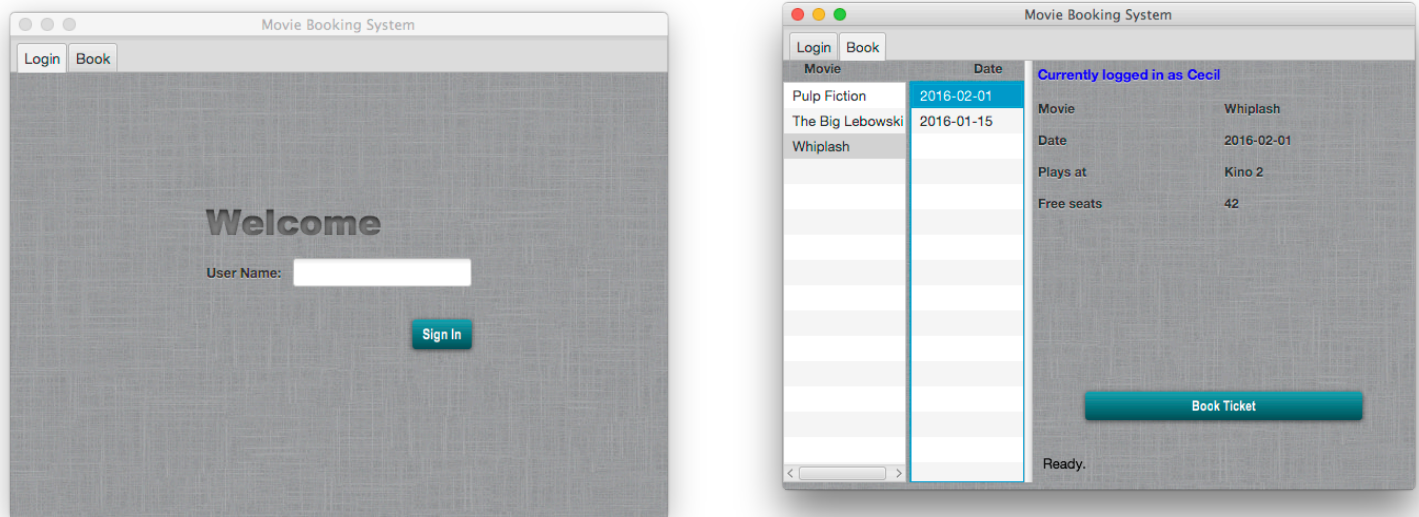 Movie Booking System
Login Book
Welcome
User Name:
Sign In
Movie Booking System
Login Book
Movie Date
Pulp Fiction 2016-02-01
The Big Lebowski 2016-01-15
Whiplash
Currently logged in as Cecil
Movie Whiplash
Date 2016-02-01
Plays at Kino 2
Free seats 42
Book Ticket
Ready.